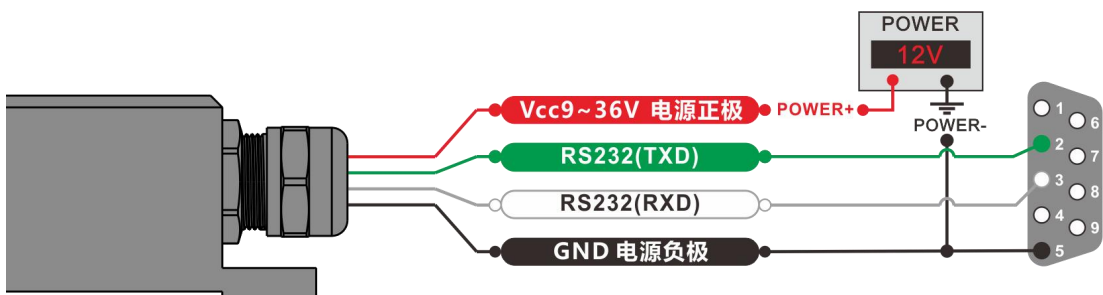 POWER
12V
Vcc9~36V 电源正极
POWER+
POWER-
RS232(TXD)
RS232(RXD)
GND 电源负极
1
6
2
7
3
8
4
9
5